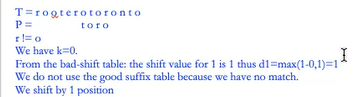 T=rooterotoronto
P= toro
r!= o
We have k=0.
From the bad-shift table: the shift value for 1 is 1 thus d1=max(1-0,1)=1
We do not use the good suffix table because we have no match.
We shift by 1 position